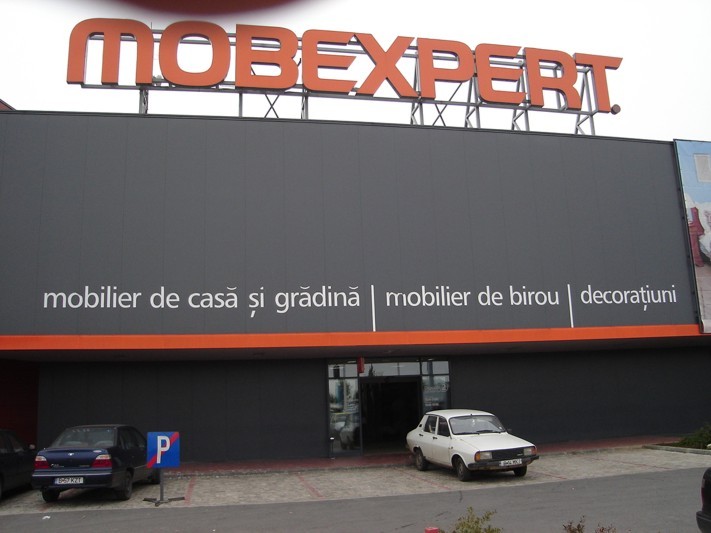 MOBEXPERT
mobilier de casă și grădină | mobilier de birou | decorațiuni
P